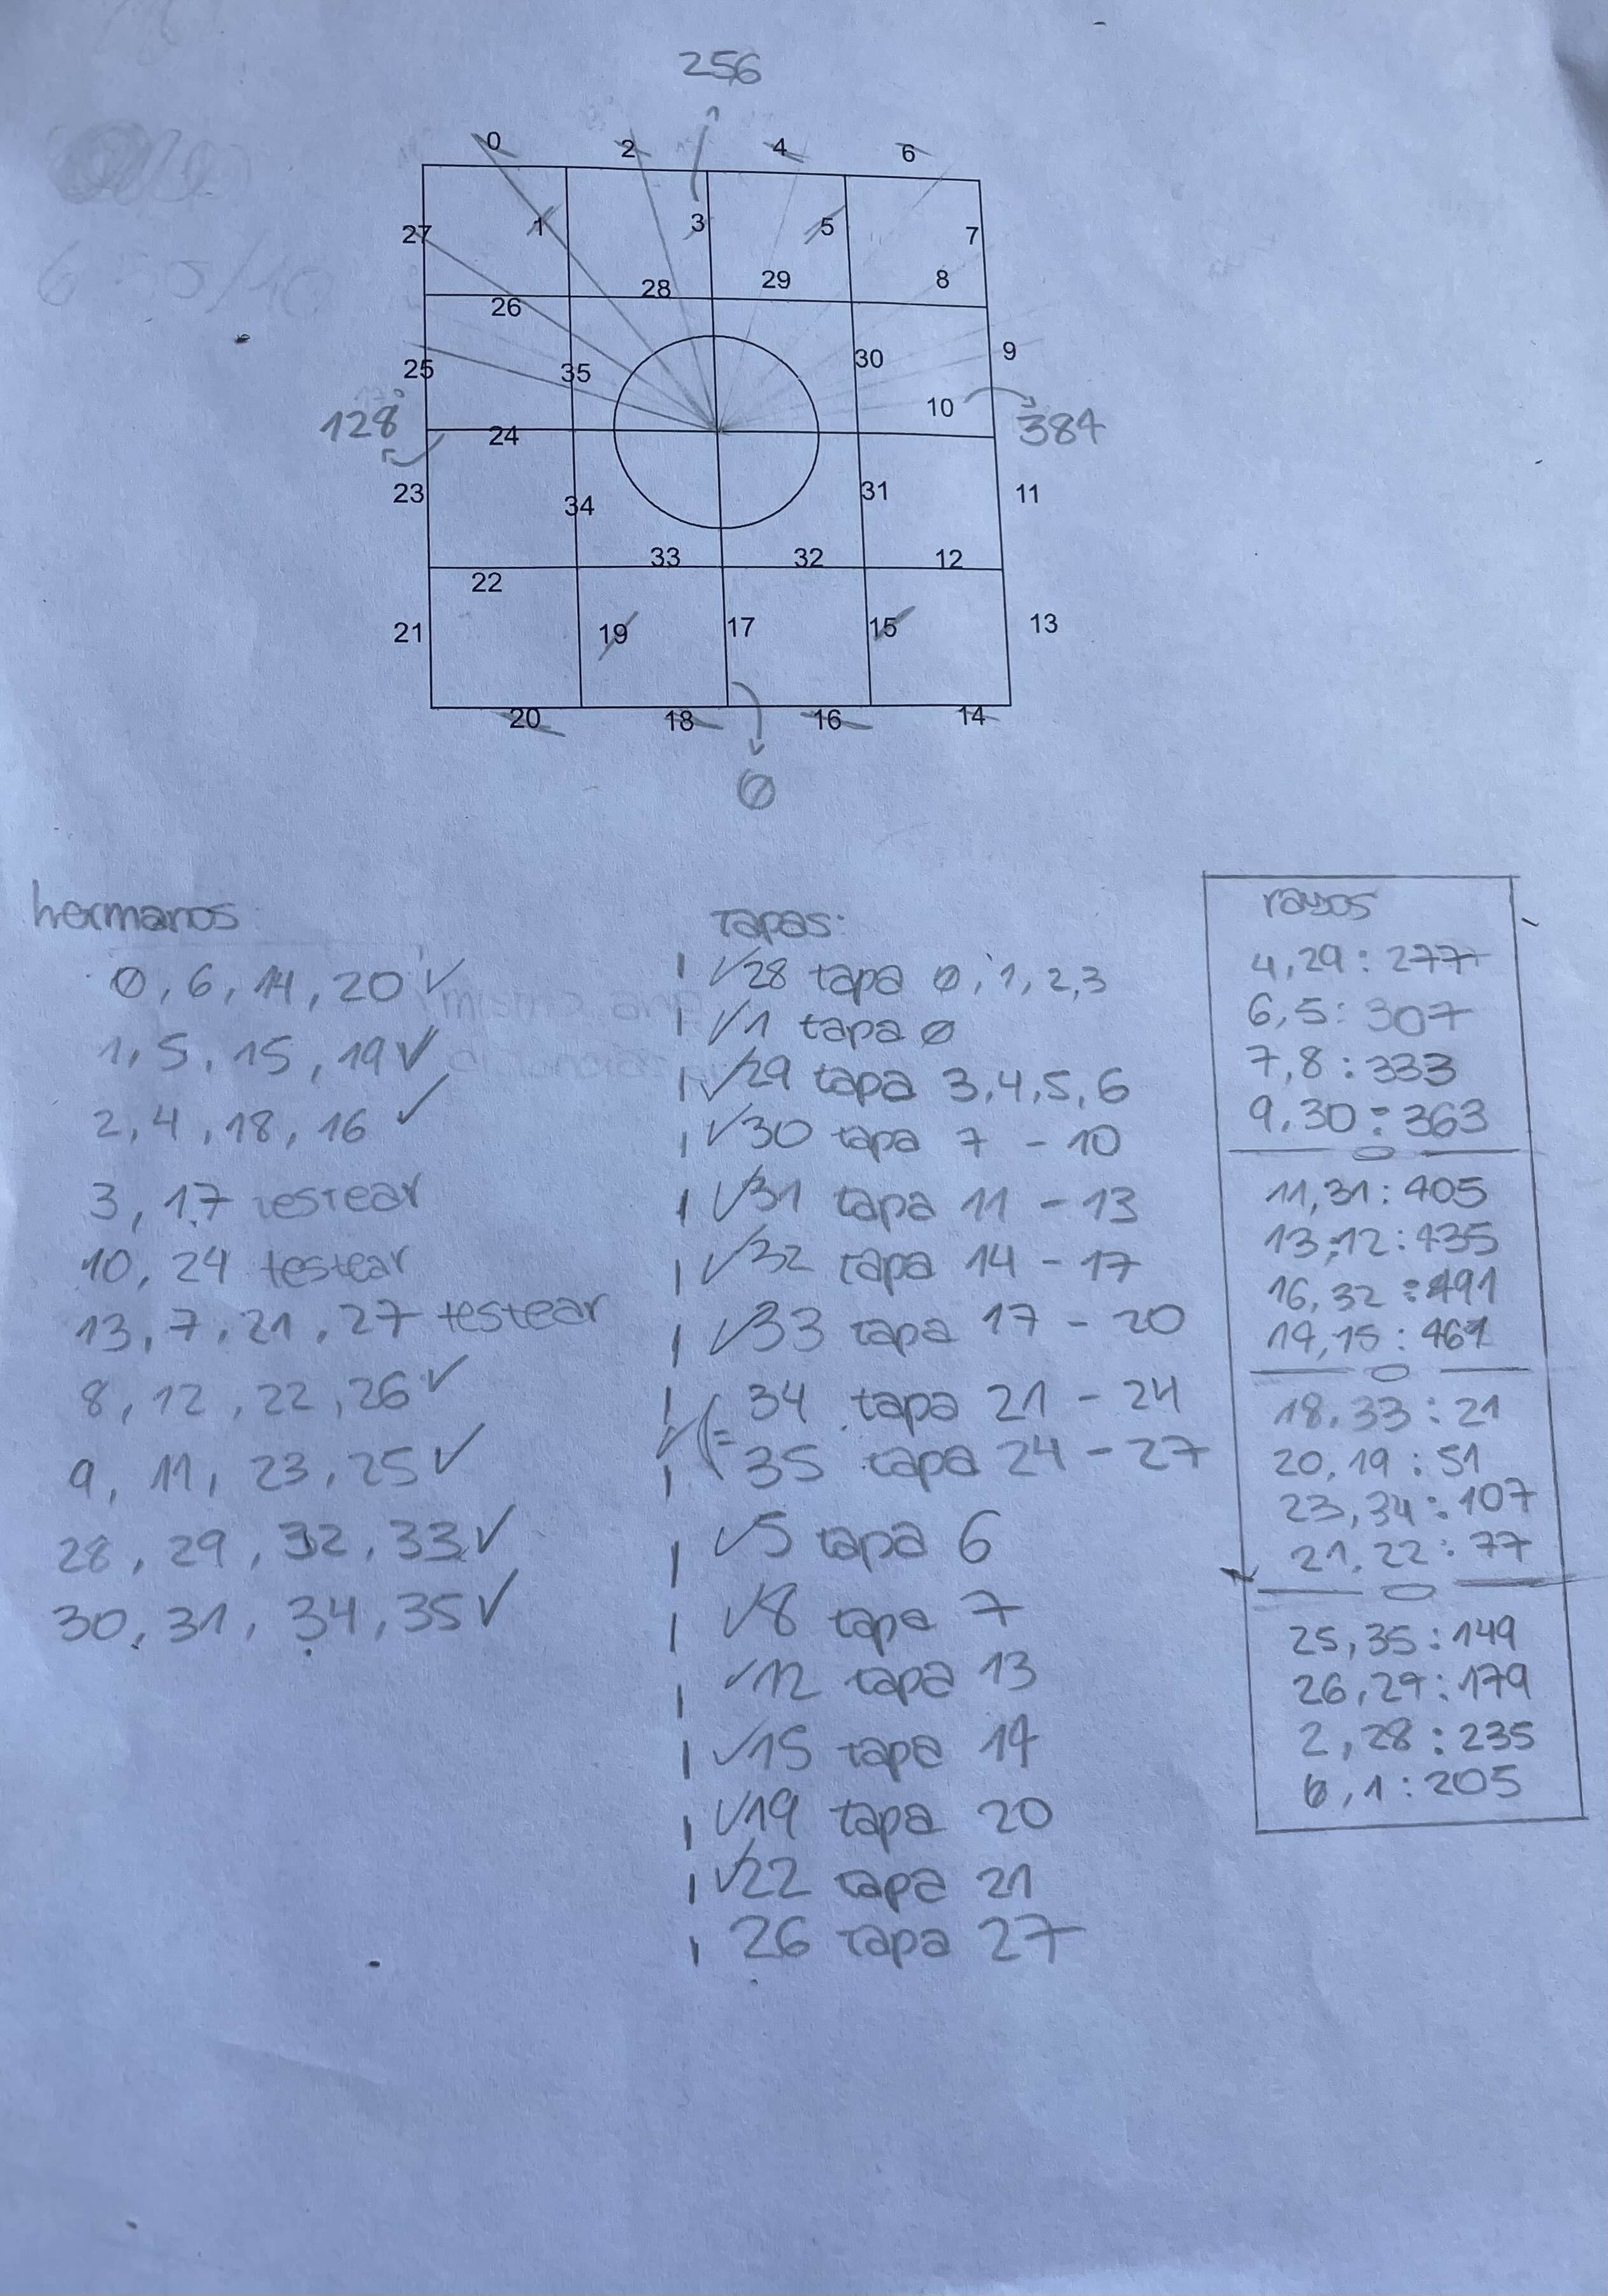 256
0 2 4 6
27 1 3 5 7
26 28 29 8
25 35 30 9
128° 24 10 384
23 34 31 11
22 33 32 12
21 19 17 15 13
20 18 16 14
0
hermanos
0, 6, 14, 20 ✓
1, 5, 15, 19 ✓
2, 4, 18, 16 ✓
3, 17 testear
10, 24 testear
13, 7, 21, 27 testear
8, 12, 22, 26 ✓
9, 11, 23, 25 ✓
28, 29, 32, 33 ✓
30, 31, 34, 35 ✓
Tapas:
✓28 tapa 0, 1, 2, 3
✓1 tapa 0
✓29 tapa 3, 4, 5, 6
✓30 tapa 7 - 10
✓31 tapa 11 - 13
✓32 tapa 14 - 17
✓33 tapa 17 - 20
34 tapa 21 - 24
✓(= 35 tapa 24 - 27
✓5 tapa 6
✓8 tapa 7
✓12 tapa 13
✓15 tapa 14
✓19 tapa 20
✓22 tapa 21
26 tapa 27
rayos
4, 29 : 277
6, 5 : 307
7, 8 : 333
9, 30 : 363
11, 31 : 405
13, 12 : 435
16, 32 : 491
14, 15 : 461
18, 33 : 21
20, 19 : 51
23, 34 : 107
21, 22 : 77
25, 35 : 149
26, 27 : 179
2, 28 : 235
0, 1 : 205